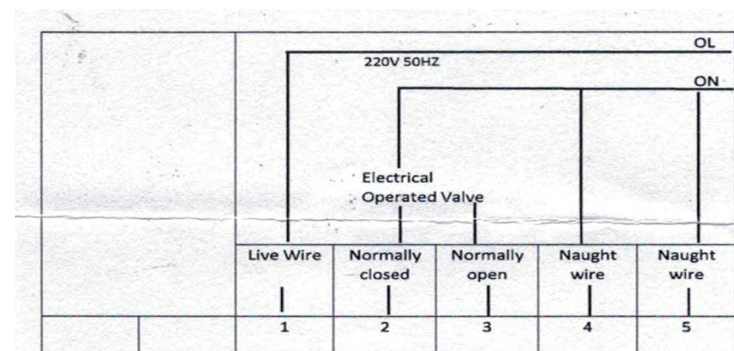 OL
220V 50HZ
ON
Electrical
Operated Valve
Live Wire Normally Normally Naught Naught
closed open wire wire
1 2 3 4 5